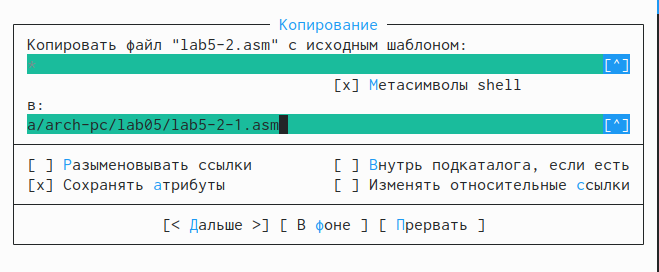 Копирование
Копировать файл "lab5-2.asm" с исходным шаблоном:
* [^]
[x] Метасимволы shell
в:
a/arch-pc/lab05/lab5-2-1.asm [^]
[ ] Разыменовывать ссылки [ ] Внутрь подкаталога, если есть
[x] Сохранять атрибуты [ ] Изменять относительные ссылки
[< Дальше >] [ В фоне ] [ Прервать ]